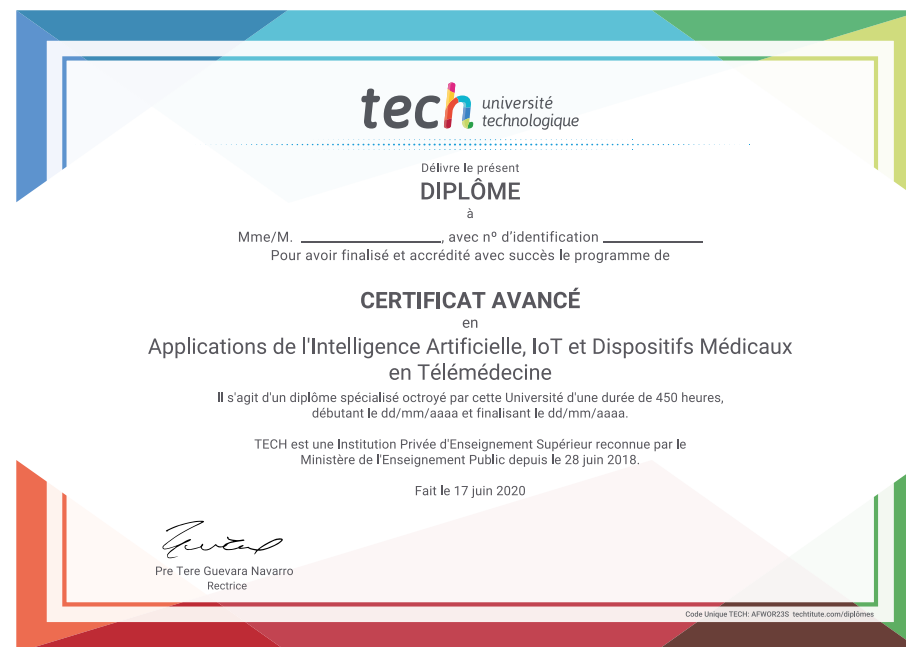 tech université
technologique
Délivre le présent
DIPLÔME
à
Mme/M. ____________________, avec nº d'identification ______________
Pour avoir finalisé et accrédité avec succès le programme de
CERTIFICAT AVANCÉ
en
Applications de l'Intelligence Artificielle, IoT et Dispositifs Médicaux
en Télémédecine
Il s'agit d'un diplôme spécialisé octroyé par cette Université d'une durée de 450 heures,
débutant le dd/mm/aaaa et finalisant le dd/mm/aaaa.
TECH est une Institution Privée d'Enseignement Supérieur reconnue par le
Ministère de l'Enseignement Public depuis le 28 juin 2018.
Fait le 17 juin 2020
Pre Tere Guevara Navarro
Rectrice
Code Unique TECH: AFWOR23S techtitute.com/diplômes